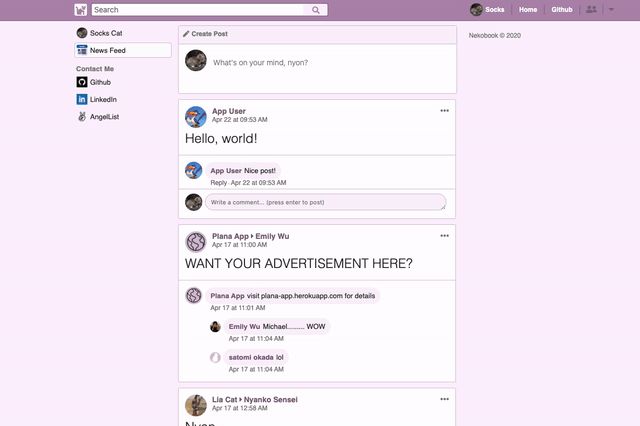 Search
Socks
Home
Github
Socks Cat
News Feed
Contact Me
Github
LinkedIn
AngelList
Create Post
What's on your mind, nyon?
App User
Apr 22 at 09:53 AM
Hello, world!
App User Nice post!
Reply · Apr 22 at 09:53 AM
Write a comment... (press enter to post)
Plana App Emily Wu
Apr 17 at 11:00 AM
WANT YOUR ADVERTISEMENT HERE?
Plana App visit plana-app.herokuapp.com for details
Apr 17 at 11:01 AM
Emily Wu Michael......... WOW
Apr 17 at 11:04 AM
satomi okada lol
Apr 17 at 11:04 AM
Lia Cat Nyanko Sensei
Apr 17 at 12:58 AM
Nekobook © 2020